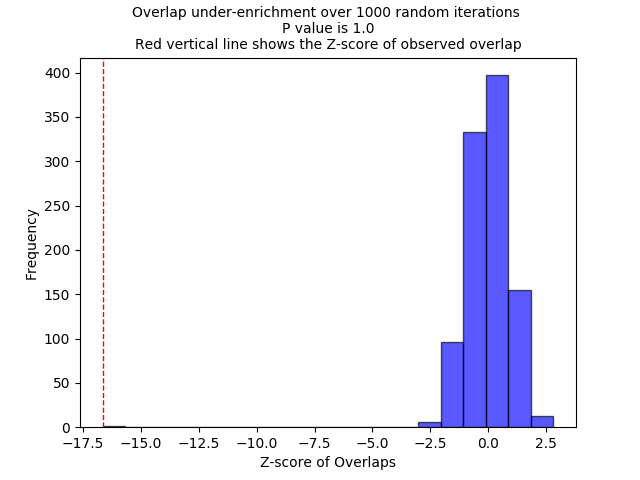 Overlap under-enrichment over 1000 random iterations
P value is 1.0
Red vertical line shows the Z-score of observed overlap
400
350
300
250
200
150
100
50
0
Frequency
−17.5 −15.0 −12.5 −10.0 −7.5 −5.0 −2.5 0.0 2.5
Z-score of Overlaps